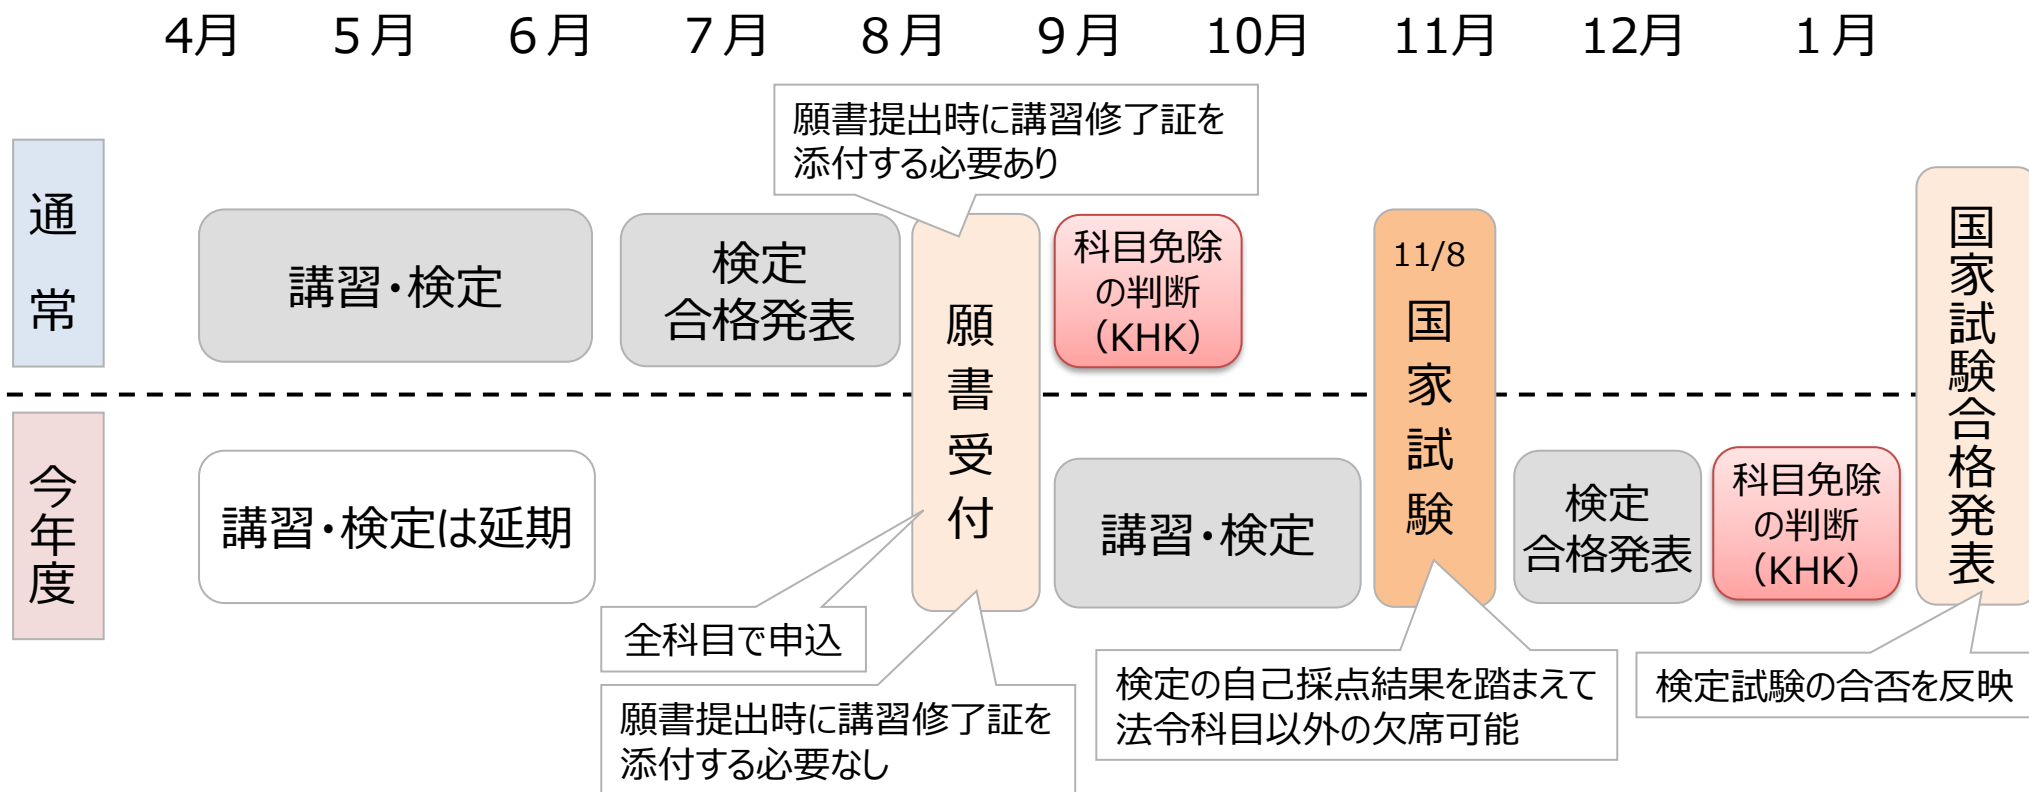 4月 5月 6月 7月 8月 9月 10月 11月 12月 1月
願書提出時に講習修了証を
添付する必要あり
通常
講習・検定
検定
合格発表
願書受付
科目免除
の判断
（KHK）
11/8
国家試験
国家試験合格発表
今年度
講習・検定は延期
講習・検定
検定
合格発表
科目免除
の判断
（KHK）
全科目で申込
願書提出時に講習修了証を
添付する必要なし
検定の自己採点結果を踏まえて
法令科目以外の欠席可能
検定試験の合否を反映